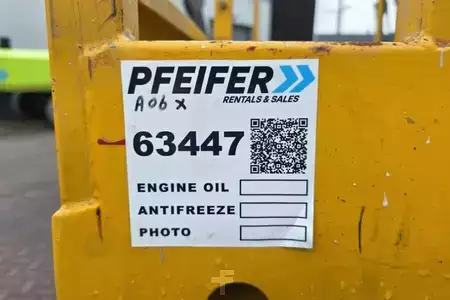 PFEIFER
RENTALS & SALES
A06 X
63447
ENGINE OIL
ANTIFREEZE
PHOTO